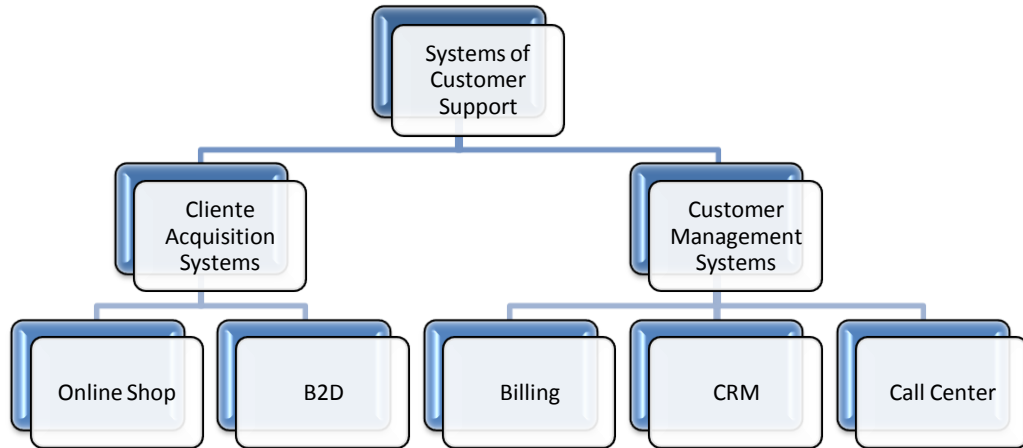 Systems of
Customer
Support
Cliente
Acquisition
Systems
Customer
Management
Systems
Online Shop
B2D
Billing
CRM
Call Center